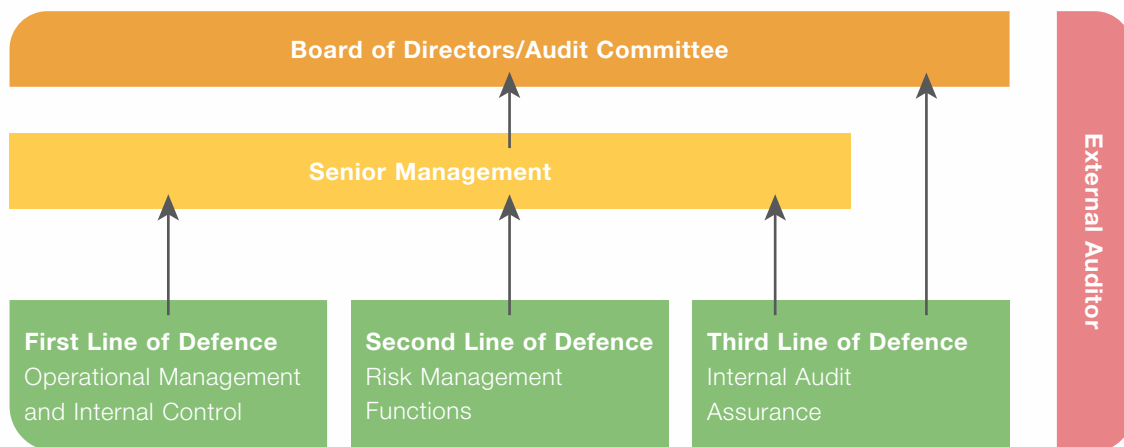 Board of Directors/Audit Committee
Senior Management
First Line of Defence
Operational Management
and Internal Control
Second Line of Defence
Risk Management
Functions
Third Line of Defence
Internal Audit
Assurance
External Auditor